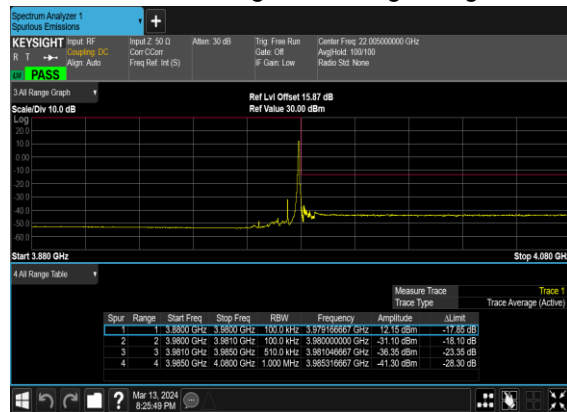 Spectrum Analyzer 1
Spurious Emissions
+
KEYSIGHT Input: RF Input Z: 50 Ω Atten: 30 dB Trig: Free Run Center Freq: 22.005000000 GHz
R T Coupling: DC Corr CCorr Gate: Off Avg|Hold: 100/100
Align: Auto Freq Ref: Int (S) IF Gain: Low Radio Std: None
LU PASS
3 All Range Graph
Ref Lvl Offset 15.87 dB
Scale/Div 10.0 dB Ref Value 30.00 dBm
Log
20.0
10.0
0.00
-10.0
-20.0
-30.0
-40.0
-50.0
-60.0
Start 3.880 GHz Stop 4.080 GH
4 All Range Table
Measure Trace Trace 1
Trace Type Trace Average (Active)
Spur Range Start Freq Stop Freq RBW Frequency Amplitude ΔLimit
1 1 3.8800 GHz 3.9800 GHz 100.0 kHz 3.979166667 GHz 12.15 dBm -17.85 dB
2 2 3.9800 GHz 3.9810 GHz 100.0 kHz 3.980000000 GHz -31.10 dBm -18.10 dB
3 3 3.9810 GHz 3.9850 GHz 510.0 kHz 3.981046667 GHz -36.35 dBm -23.35 dB
4 4 3.9850 GHz 4.0800 GHz 1.000 MHz 3.985316667 GHz -41.30 dBm -28.30 dB
? Mar 13, 2024
8:25:49 PM